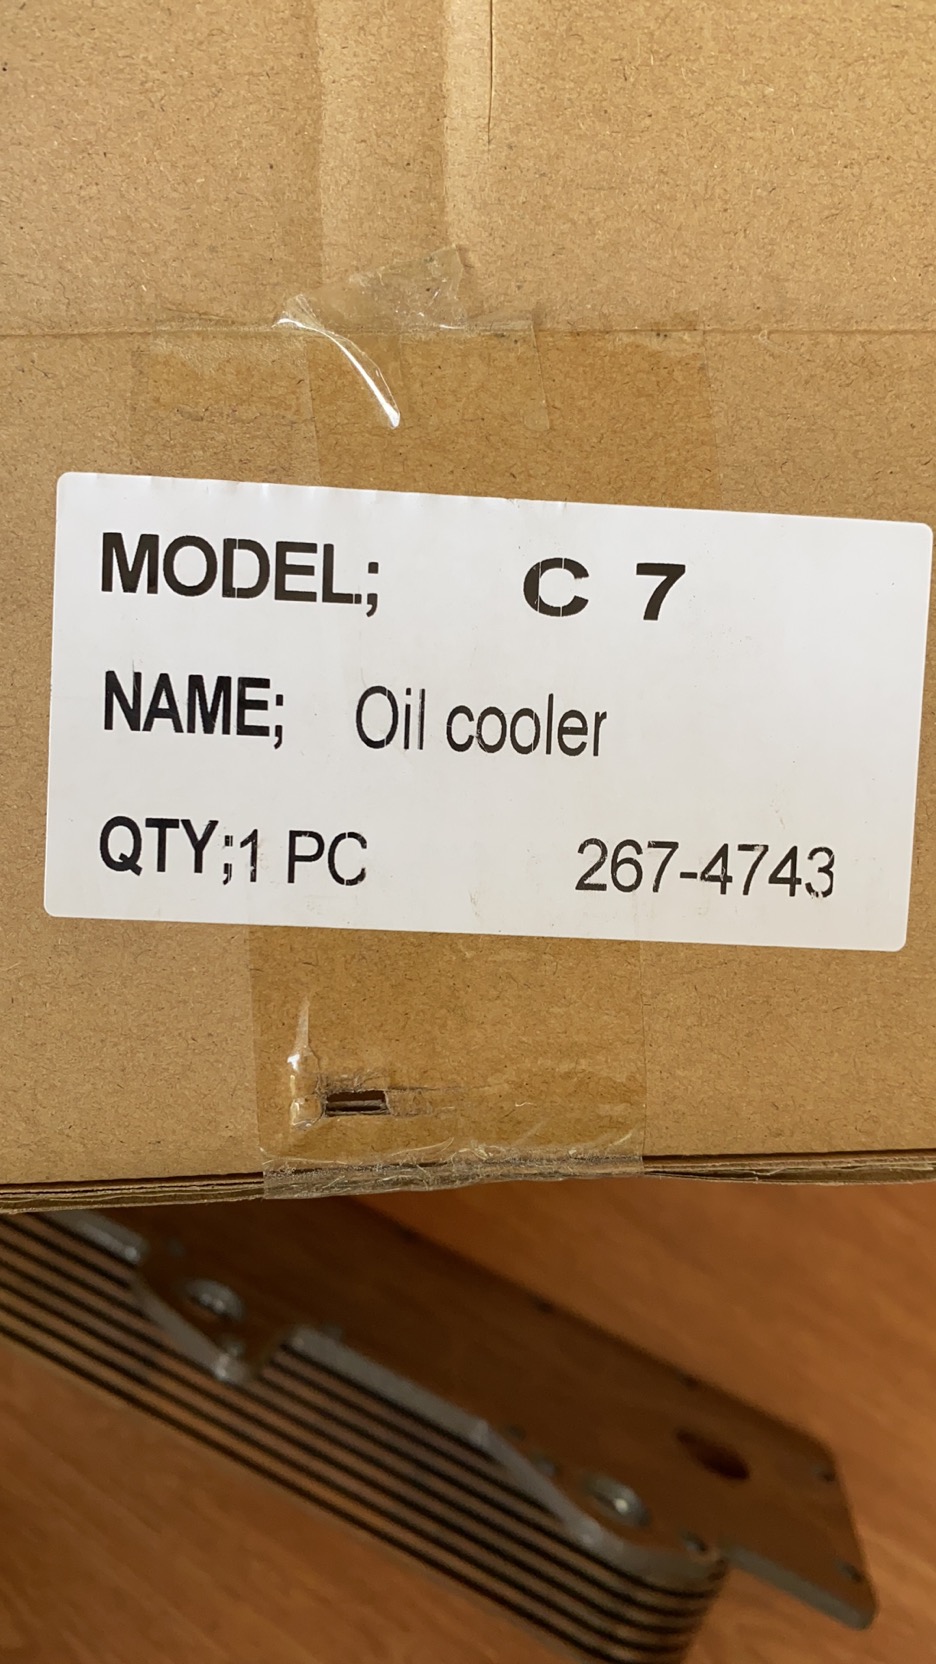 MODEL; C 7
NAME; Oil cooler
QTY;1 PC 267-4743